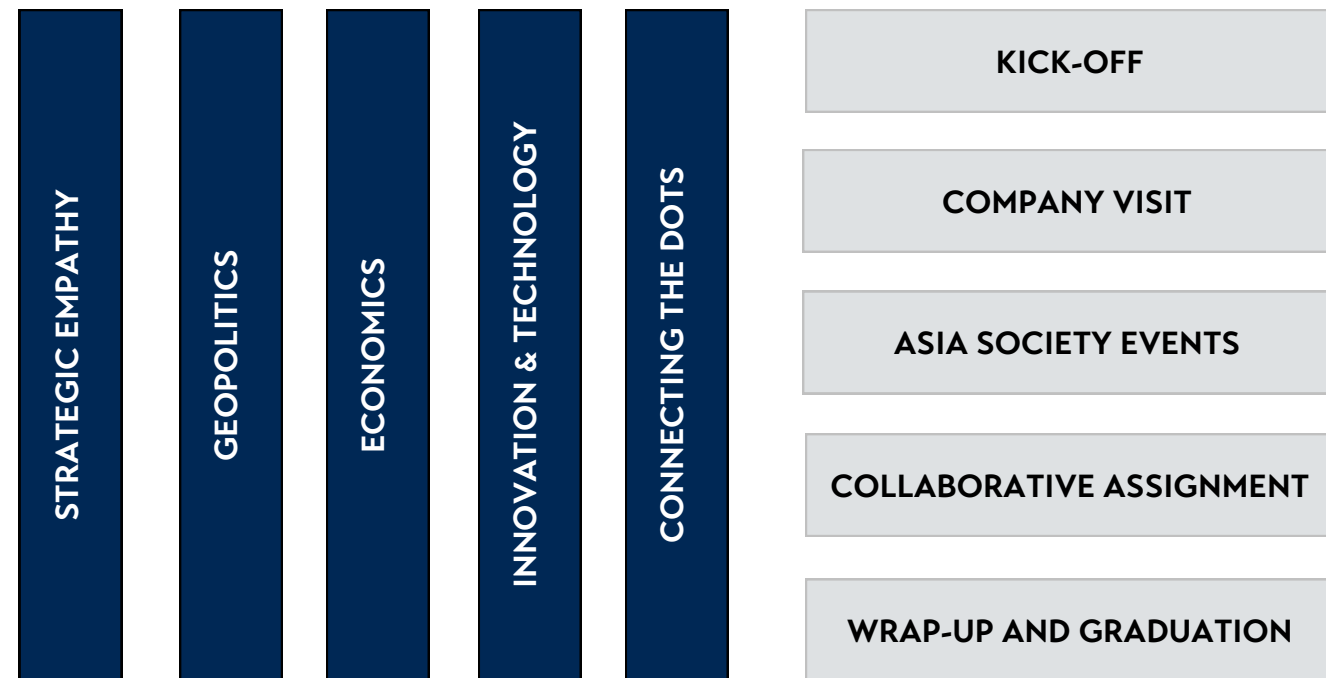 STRATEGIC EMPATHY
GEOPOLITICS
ECONOMICS
INNOVATION & TECHNOLOGY
CONNECTING THE DOTS
KICK-OFF
COMPANY VISIT
ASIA SOCIETY EVENTS
COLLABORATIVE ASSIGNMENT
WRAP-UP AND GRADUATION